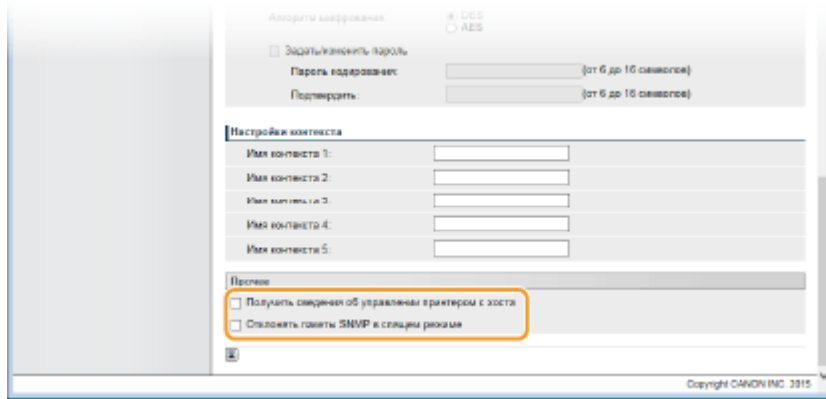 Алгоритм шифрования
DES
AES
Задать/изменить пароль
Пароль кодирования:
(от 6 до 16 символов)
Подтвердить:
(от 6 до 16 символов)
Настройки контекста
Имя контекста 1:
Имя контекста 2:
Имя контекста 3:
Имя контекста 4:
Имя контекста 5:
Прочее
Получить сведения об управлении принтером с хоста
Отклонять пакеты SNMP в спящем режиме
Copyright CANON INC. 2015